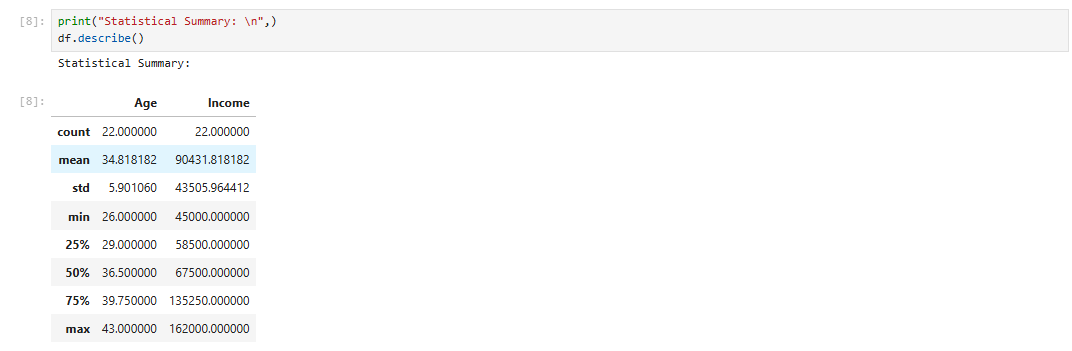 [8]: print("Statistical Summary: \n",)
df.describe()
Statistical Summary:
[8]:
Age Income
count 22.000000 22.000000
mean 34.818182 90431.818182
std 5.901060 43505.964412
min 26.000000 45000.000000
25% 29.000000 58500.000000
50% 36.500000 67500.000000
75% 39.750000 135250.000000
max 43.000000 162000.000000